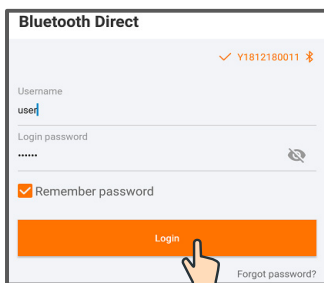 Bluetooth Direct
Y1812180011
Username
user
Login password
••••••
Remember password
Login
Forgot password?